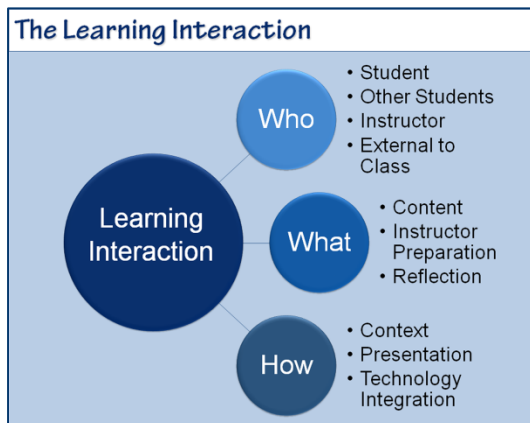 The Learning Interaction
Learning
Interaction
Who
• Student
• Other Students
• Instructor
• External to
Class
What
• Content
• Instructor
Preparation
• Reflection
How
• Context
• Presentation
• Technology
Integration